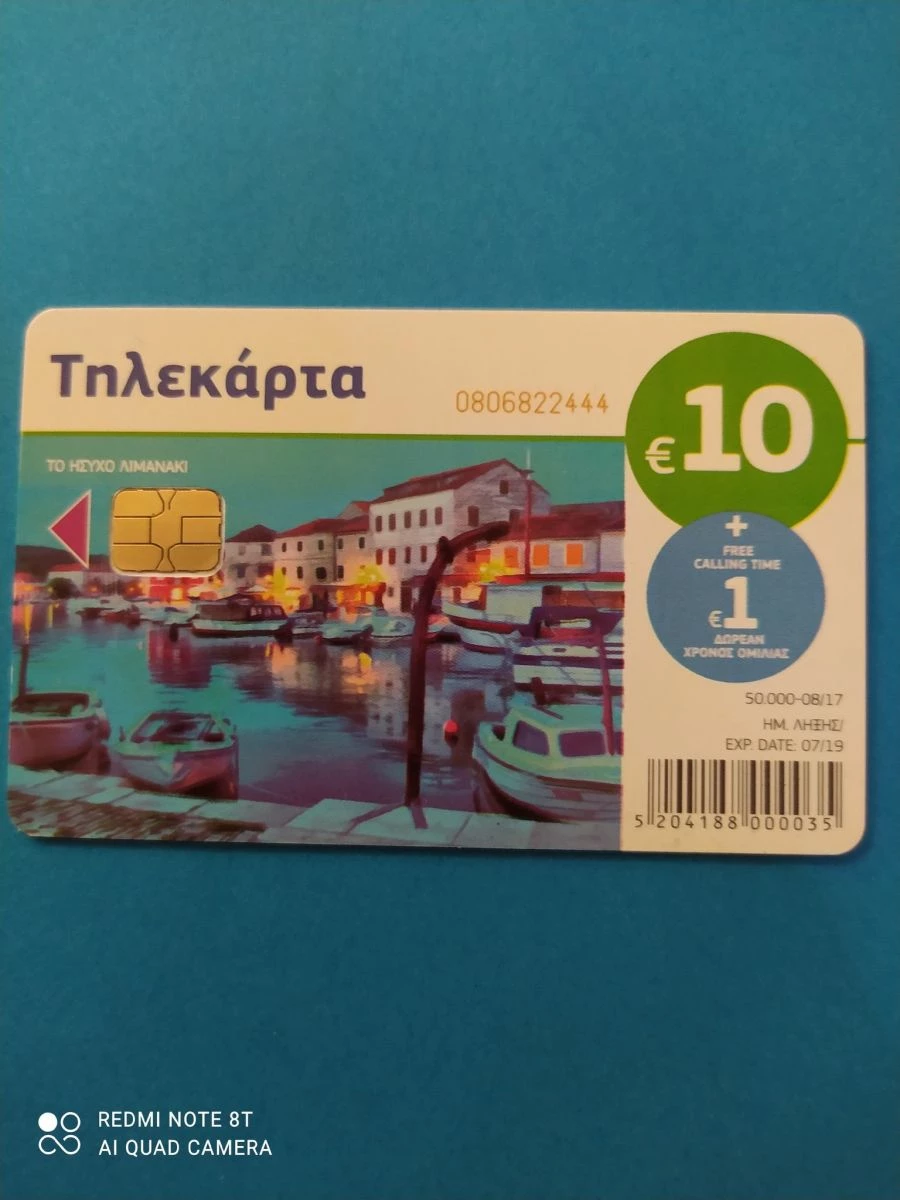 Τηλεκάρτα
0806822444
€10
ΤΟ ΗΣΥΧΟ ΛΙΜΑΝΑΚΙ
+
FREE
CALLING TIME
€1
ΔΩΡΕΑΝ
ΧΡΟΝΟΣ ΟΜΙΛΙΑΣ
50.000-08/17
ΗΜ. ΛΗΞΗΣ/
EXP. DATE: 07/19
5 204188 000035
REDMI NOTE 8T
AI QUAD CAMERA